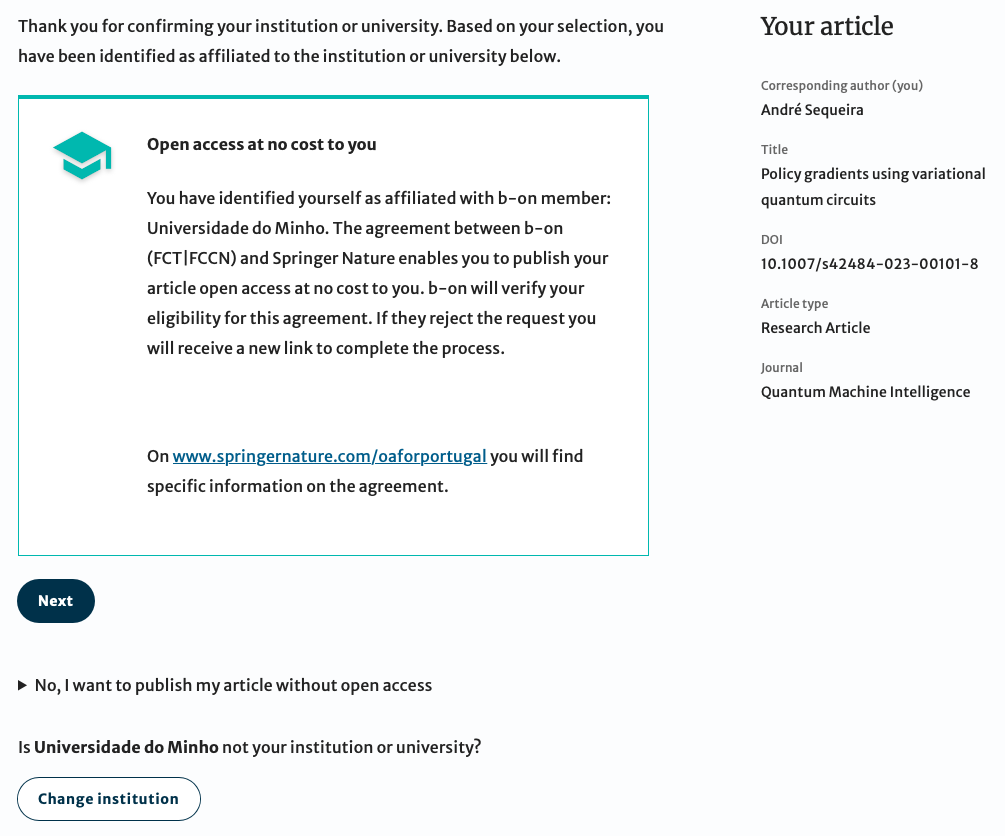 Thank you for confirming your institution or university. Based on your selection, you
have been identified as affiliated to the institution or university below.
Open access at no cost to you
You have identified yourself as affiliated with b-on member:
Universidade do Minho. The agreement between b-on
(FCT|FCCN) and Springer Nature enables you to publish your
article open access at no cost to you. b-on will verify your
eligibility for this agreement. If they reject the request you
will receive a new link to complete the process.
On www.springernature.com/oaforportugal you will find
specific information on the agreement.
Next
No, I want to publish my article without open access
Is Universidade do Minho not your institution or university?
Change institution
Your article
Corresponding author (you)
André Sequeira
Title
Policy gradients using variational
quantum circuits
DOI
10.1007/s42484-023-00101-8
Article type
Research Article
Journal
Quantum Machine Intelligence